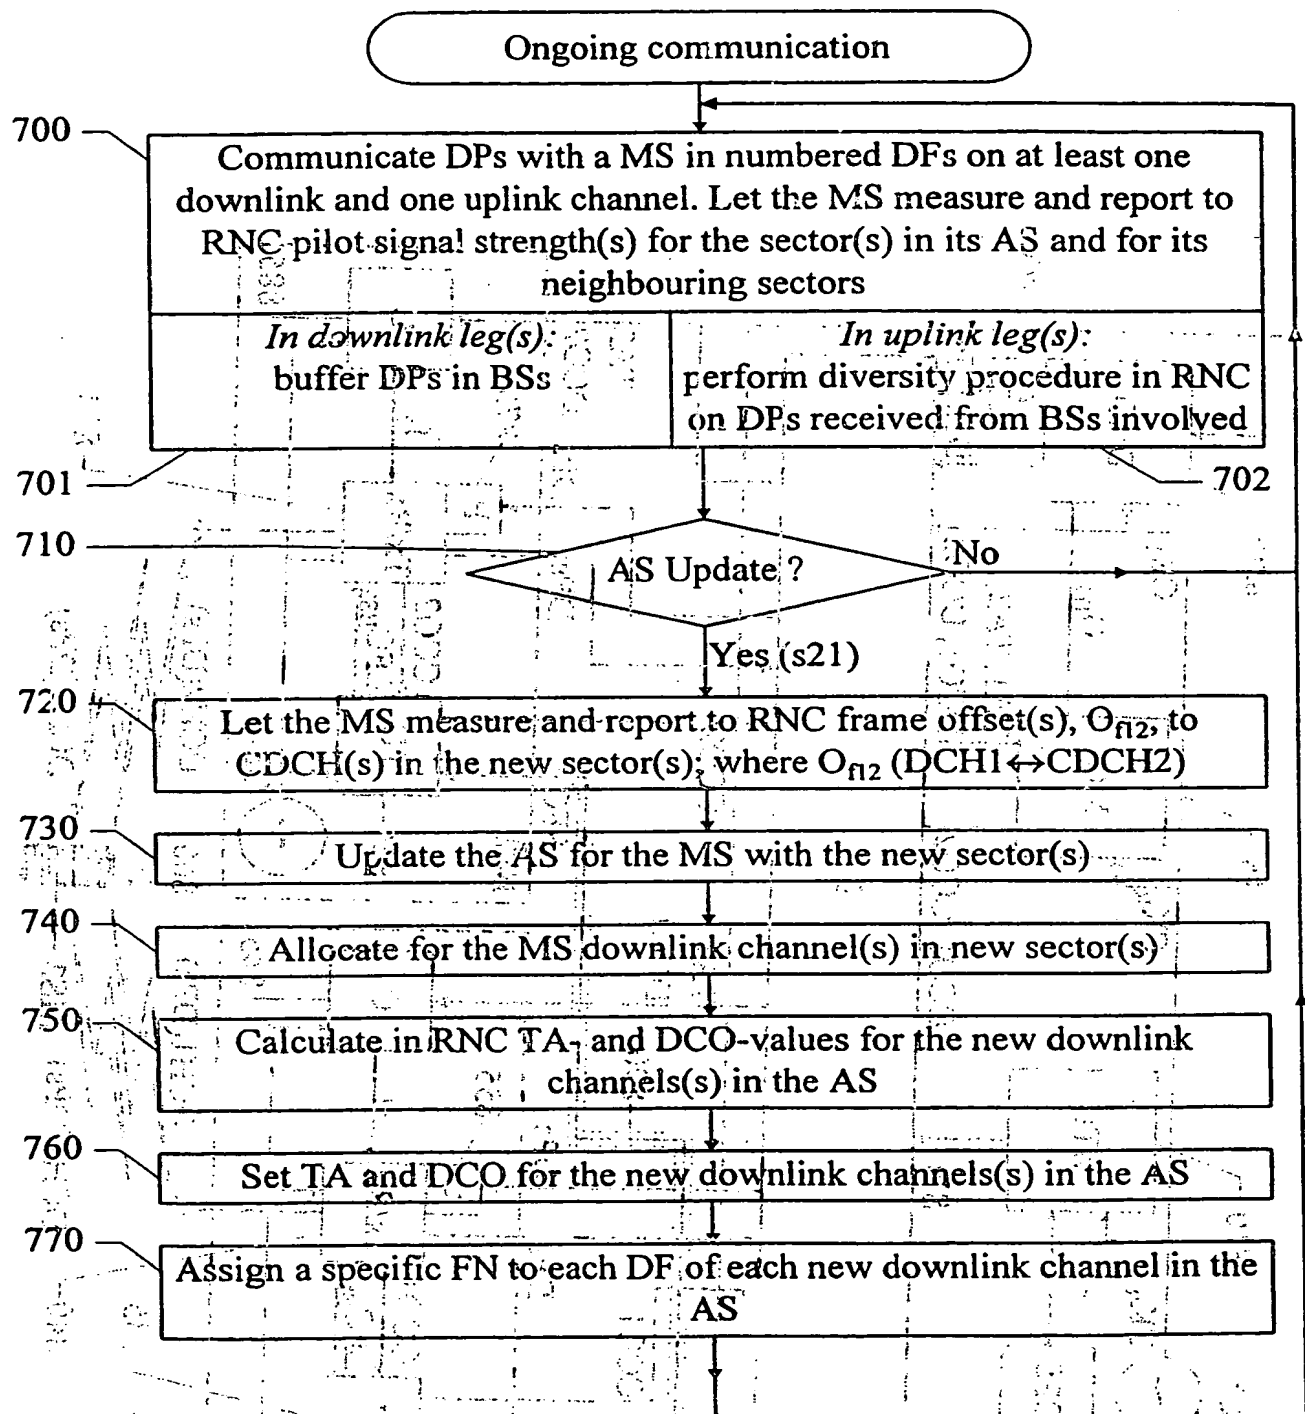 Ongoing communication
700
Communicate DPs with a MS in numbered DFs on at least one
downlink and one uplink channel. Let the MS measure and report to
RNC pilot signal strength(s) for the sector(s) in its AS and for its
neighbouring sectors
In downlink leg(s):
buffer DPs in BSs
In uplink leg(s):
perform diversity procedure in RNC
on DPs received from BSs involved
701
702
710
AS Update ?
No
Yes (s21)
720
Let the MS measure and report to RNC frame offset(s), Ofl2, to
CDCH(s) in the new sector(s); where Ofl2 (DCH1↔CDCH2)
730
Update the AS for the MS with the new sector(s)
740
Allocate for the MS downlink channel(s) in new sector(s)
750
Calculate in RNC TA- and DCO-values for the new downlink
channels(s) in the AS
760
Set TA and DCO for the new downlink channels(s) in the AS
770
Assign a specific FN to each DF of each new downlink channel in the
AS